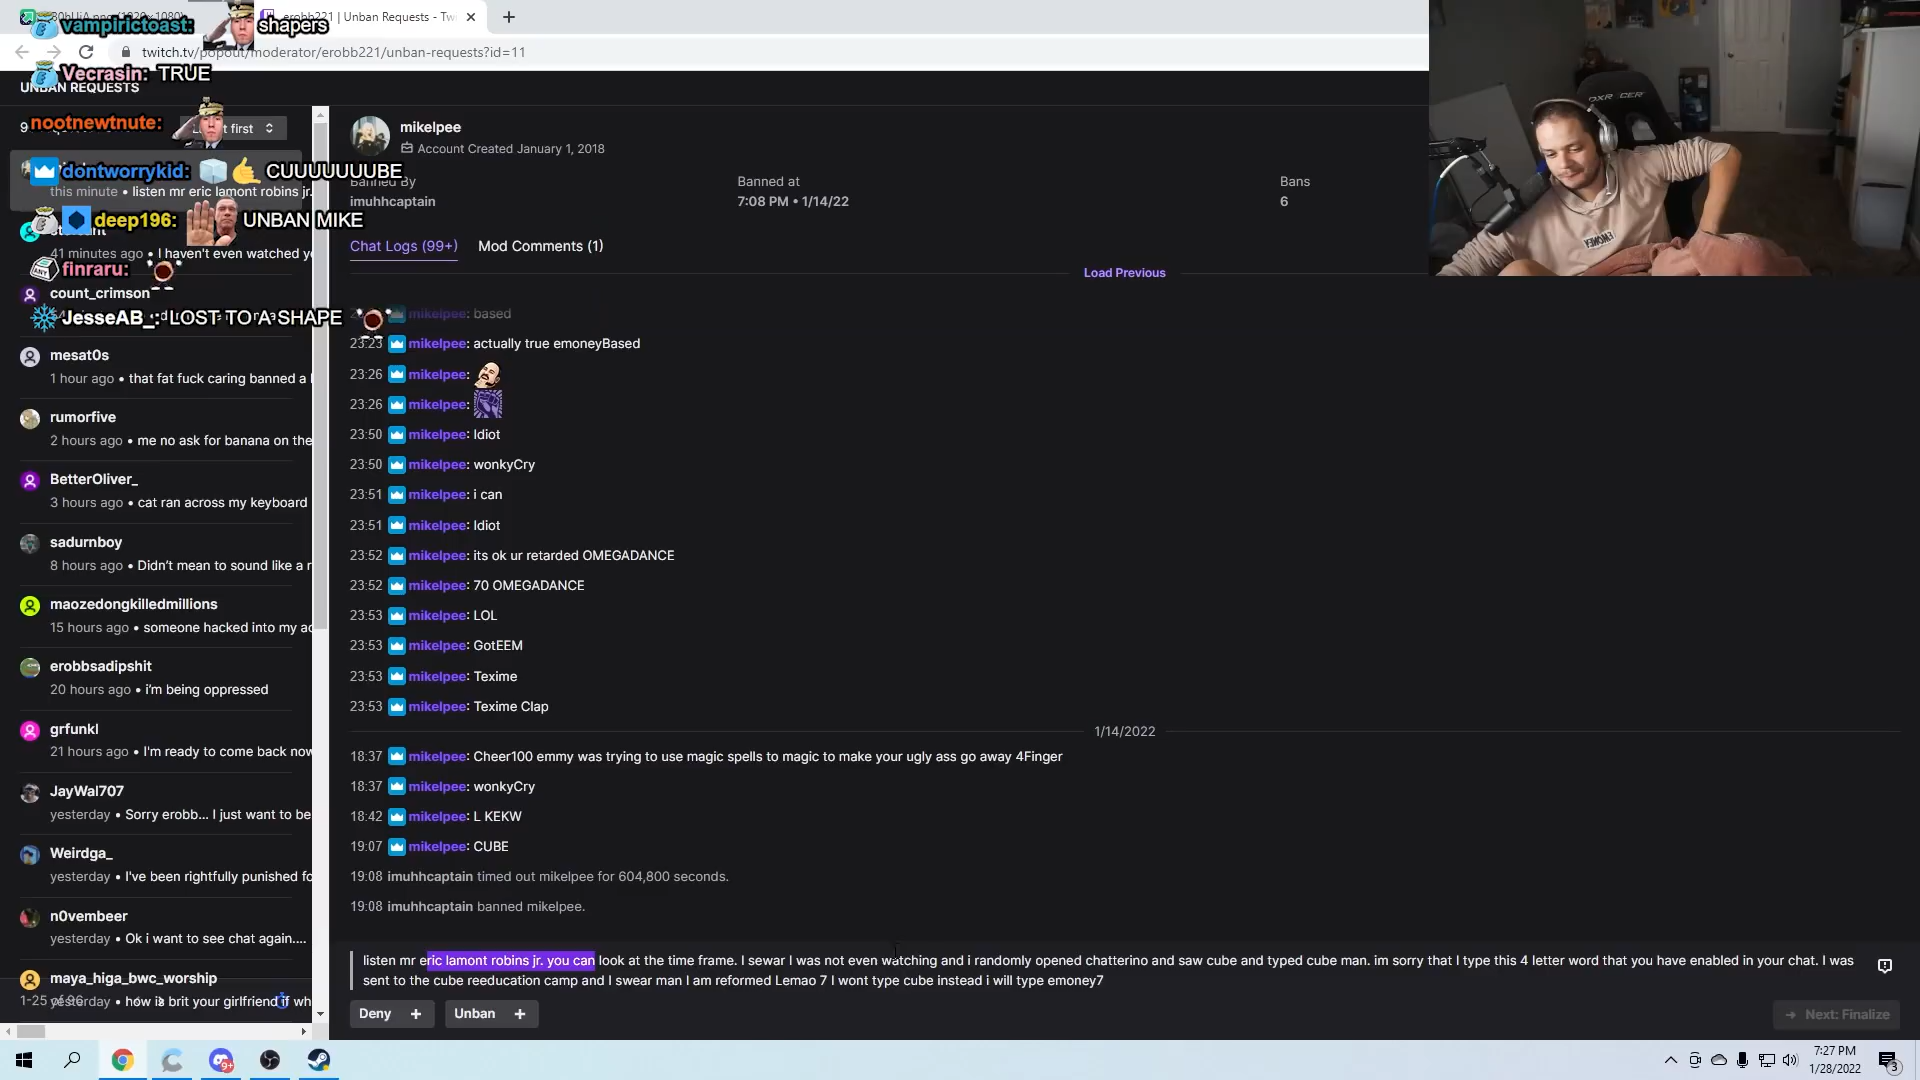 erobb221 | Unban Requests - Tw
vampirictoast: shapers
twitch.tv/popout/moderator/erobb221/unban-requests?id=11
Vecrasin: TRUE
UNBAN REQUESTS
nootnewtnute:
t first
dontworrykid: CUUUUUUUBE
this minute • listen mr eric lamont robins jr.
deep196: UNBAN MIKE
41 minutes ago • I haven't even watched yo
finraru:
count_crimson
JesseAB_: LOST TO A SHAPE
mesat0s
1 hour ago • that fat fuck caring banned a
rumorfive
2 hours ago • me no ask for banana on the
BetterOliver_
3 hours ago • cat ran across my keyboard
sadurnboy
8 hours ago • Didn't mean to sound like a r
maozedongkilledmillions
15 hours ago • someone hacked into my ac
erobbsadipshit
20 hours ago • i'm being oppressed
grfunkl
21 hours ago • I'm ready to come back now
JayWal707
yesterday • Sorry erobb... I just want to be
Weirdga_
yesterday • I've been rightfully punished fo
n0vembeer
yesterday • Ok i want to see chat again....
maya_higa_bwc_worship
yesterday • how is brit your girlfriend if wh
1-25 of 96
mikelpee
Account Created January 1, 2018
Banned By
imuhhcaptain
Banned at
7:08 PM • 1/14/22
Bans
6
Chat Logs (99+) Mod Comments (1)
Load Previous
mikelpee: based
23:23 mikelpee: actually true emoneyBased
23:26 mikelpee:
23:26 mikelpee:
23:50 mikelpee: Idiot
23:50 mikelpee: wonkyCry
23:51 mikelpee: i can
23:51 mikelpee: Idiot
23:52 mikelpee: its ok ur retarded OMEGADANCE
23:52 mikelpee: 70 OMEGADANCE
23:53 mikelpee: LOL
23:53 mikelpee: GotEEM
23:53 mikelpee: Texime
23:53 mikelpee: Texime Clap
1/14/2022
18:37 mikelpee: Cheer100 emmy was trying to use magic spells to magic to make your ugly ass go away 4Finger
18:37 mikelpee: wonkyCry
18:42 mikelpee: L KEKW
19:07 mikelpee: CUBE
19:08 imuhhcaptain timed out mikelpee for 604,800 seconds.
19:08 imuhhcaptain banned mikelpee.
listen mr eric lamont robins jr. you can look at the time frame. I sewar I was not even watching and i randomly opened chatterino and saw cube and typed cube man. im sorry that I type this 4 letter word that you have enabled in your chat. I was
sent to the cube reeducation camp and I swear man I am reformed Lemao 7 I wont type cube instead i will type emoney7
Deny + Unban + Next: Finalize
7:27 PM
1/28/2022
EMONEY